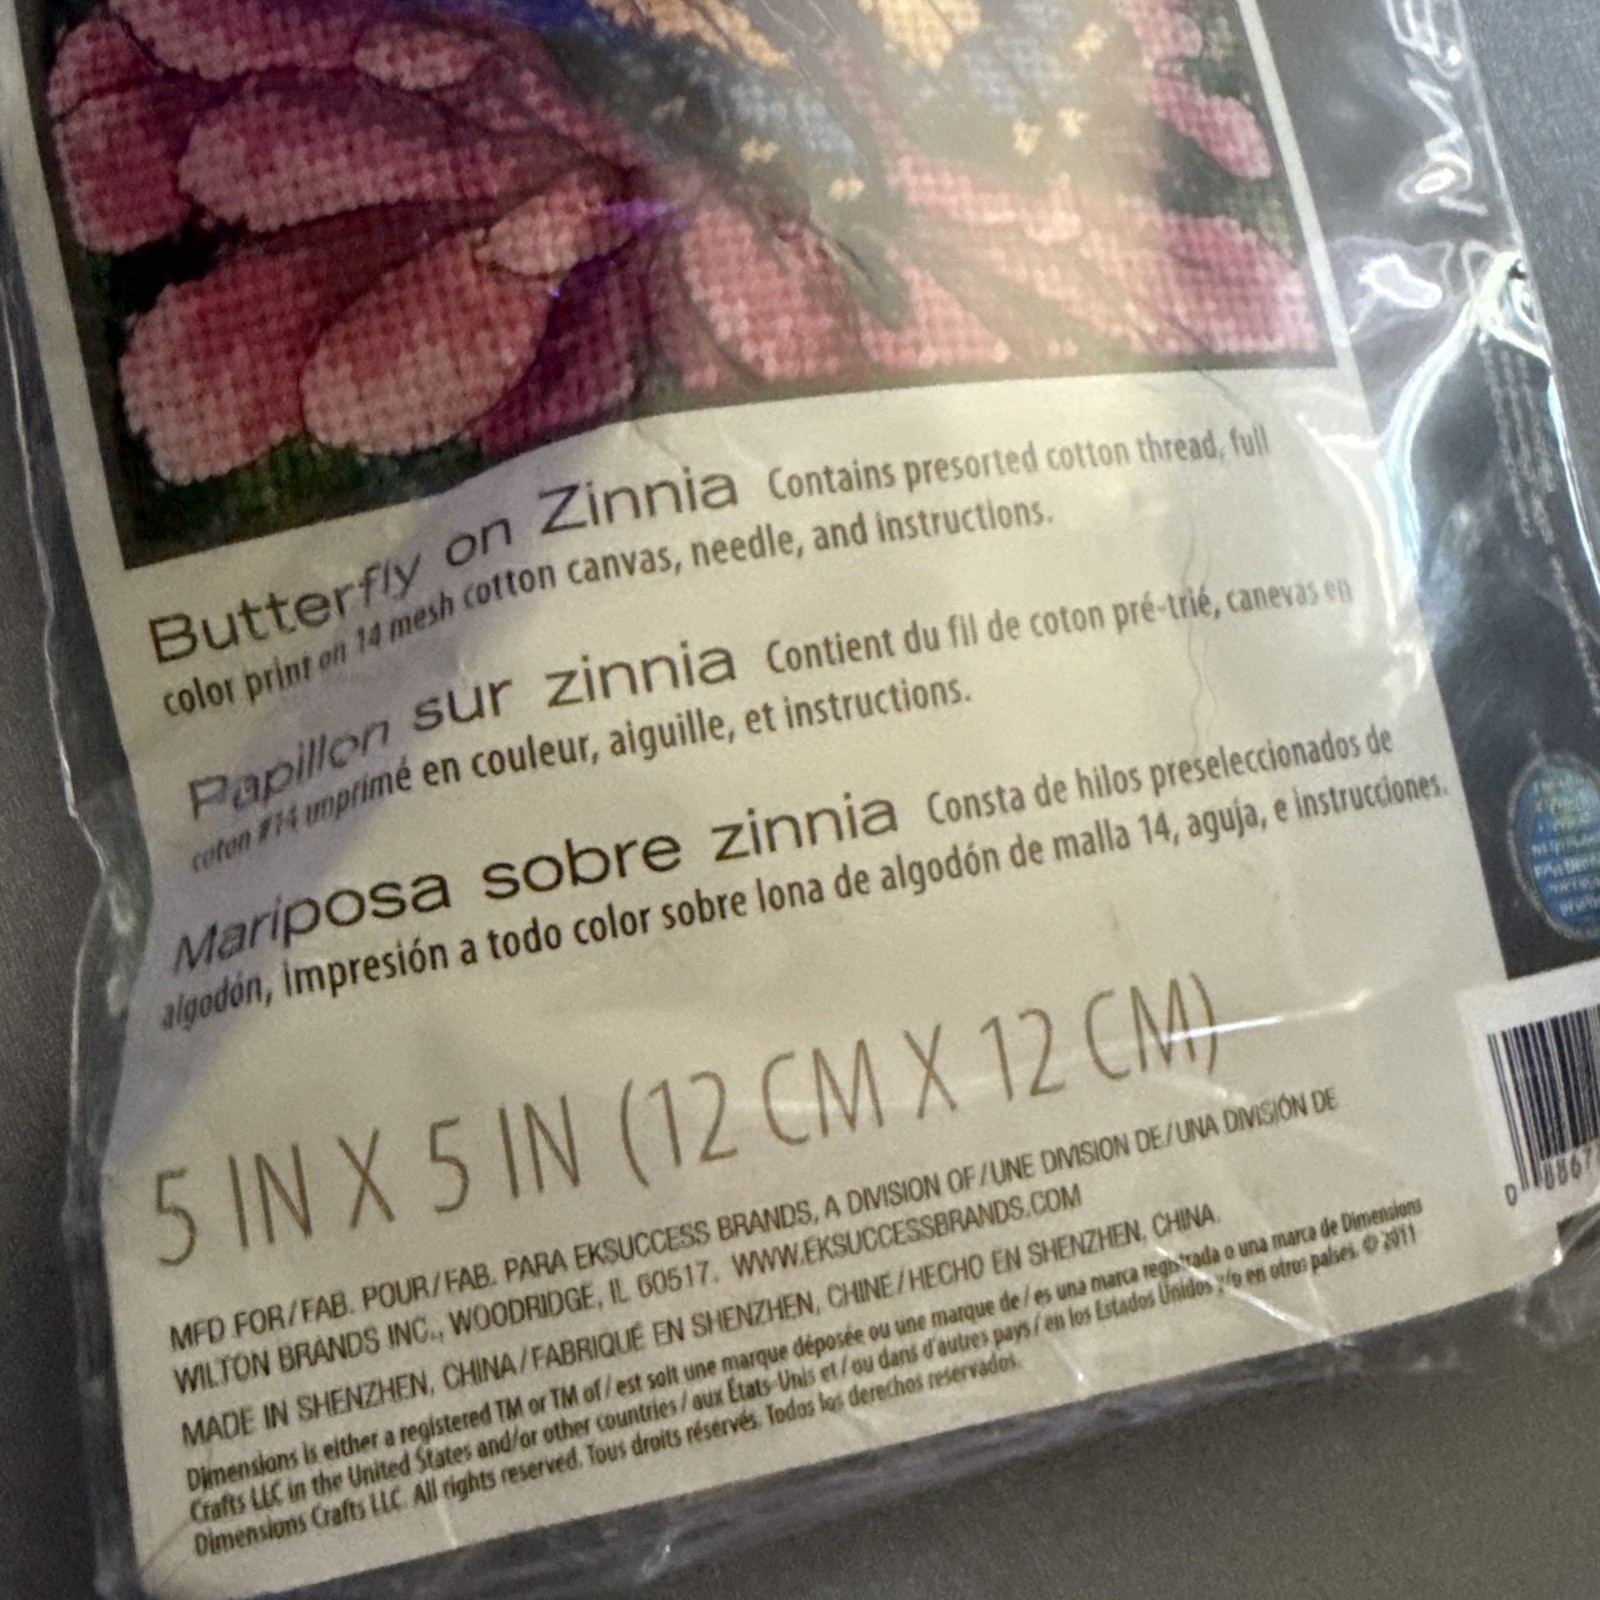 Butterfly on Zinnia Contains presorted cotton thread, full
color print on 14 mesh cotton canvas, needle, and instructions.
Papillon sur zinnia Contient du fil de coton pré-trié, canevas en
coton #14 imprimé en couleur, aiguille, et instructions.
Mariposa sobre zinnia Consta de hilos preseleccionados de
algodón, impresión a todo color sobre lona de algodón de malla 14, aguja, e instrucciones.
5 IN X 5 IN (12 CM X 12 CM)
MFD FOR/FAB. POUR/FAB. PARA EKSUCCESS BRANDS, A DIVISION OF/UNE DIVISION DE/UNA DIVISIÓN DE
WILTON BRANDS INC., WOODRIDGE, IL 60517. WWW.EKSUCCESSBRANDS.COM
MADE IN SHENZHEN, CHINA/FABRIQUÉ EN SHENZHEN, CHINE/HECHO EN SHENZHEN, CHINA.
Dimensions is either a registered TM or TM of/est soit une marque déposée ou une marque de/es una marca registrada o una marca de Dimensions
Crafts LLC in the United States and/or other countries/aux États-Unis et/ou dans d'autres pays/en los Estados Unidos y/o en otros países. © 2011
Dimensions Crafts LLC. All rights reserved. Tous droits réservés. Todos los derechos reservados.
0 8867